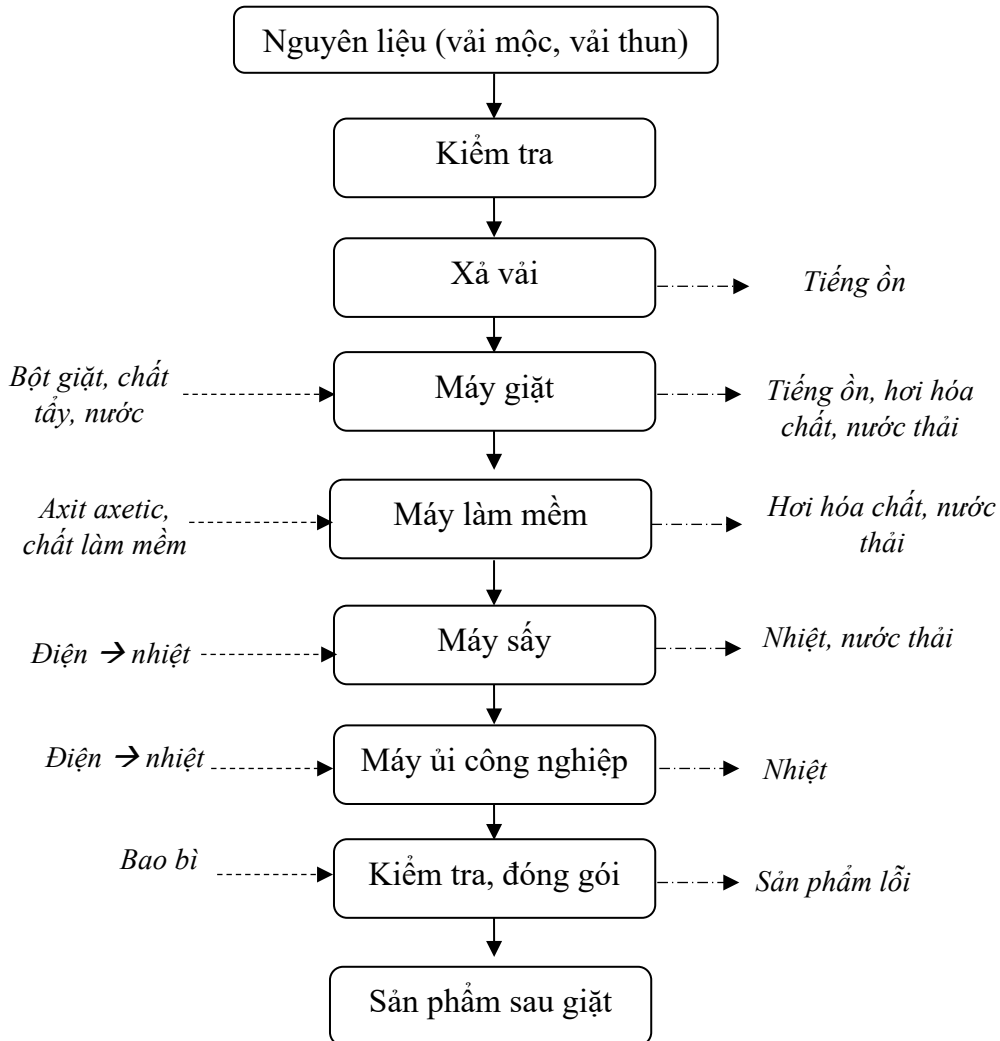 Nguyên liệu (vải mộc, vải thun)
Kiểm tra
Xả vải
Tiếng ồn
Bột giặt, chất
tẩy, nước
Máy giặt
Tiếng ồn, hơi hóa
chất, nước thải
Axit axetic,
chất làm mềm
Máy làm mềm
Hơi hóa chất, nước
thải
Điện → nhiệt
Máy sấy
Nhiệt, nước thải
Điện → nhiệt
Máy ủi công nghiệp
Nhiệt
Bao bì
Kiểm tra, đóng gói
Sản phẩm lỗi
Sản phẩm sau giặt